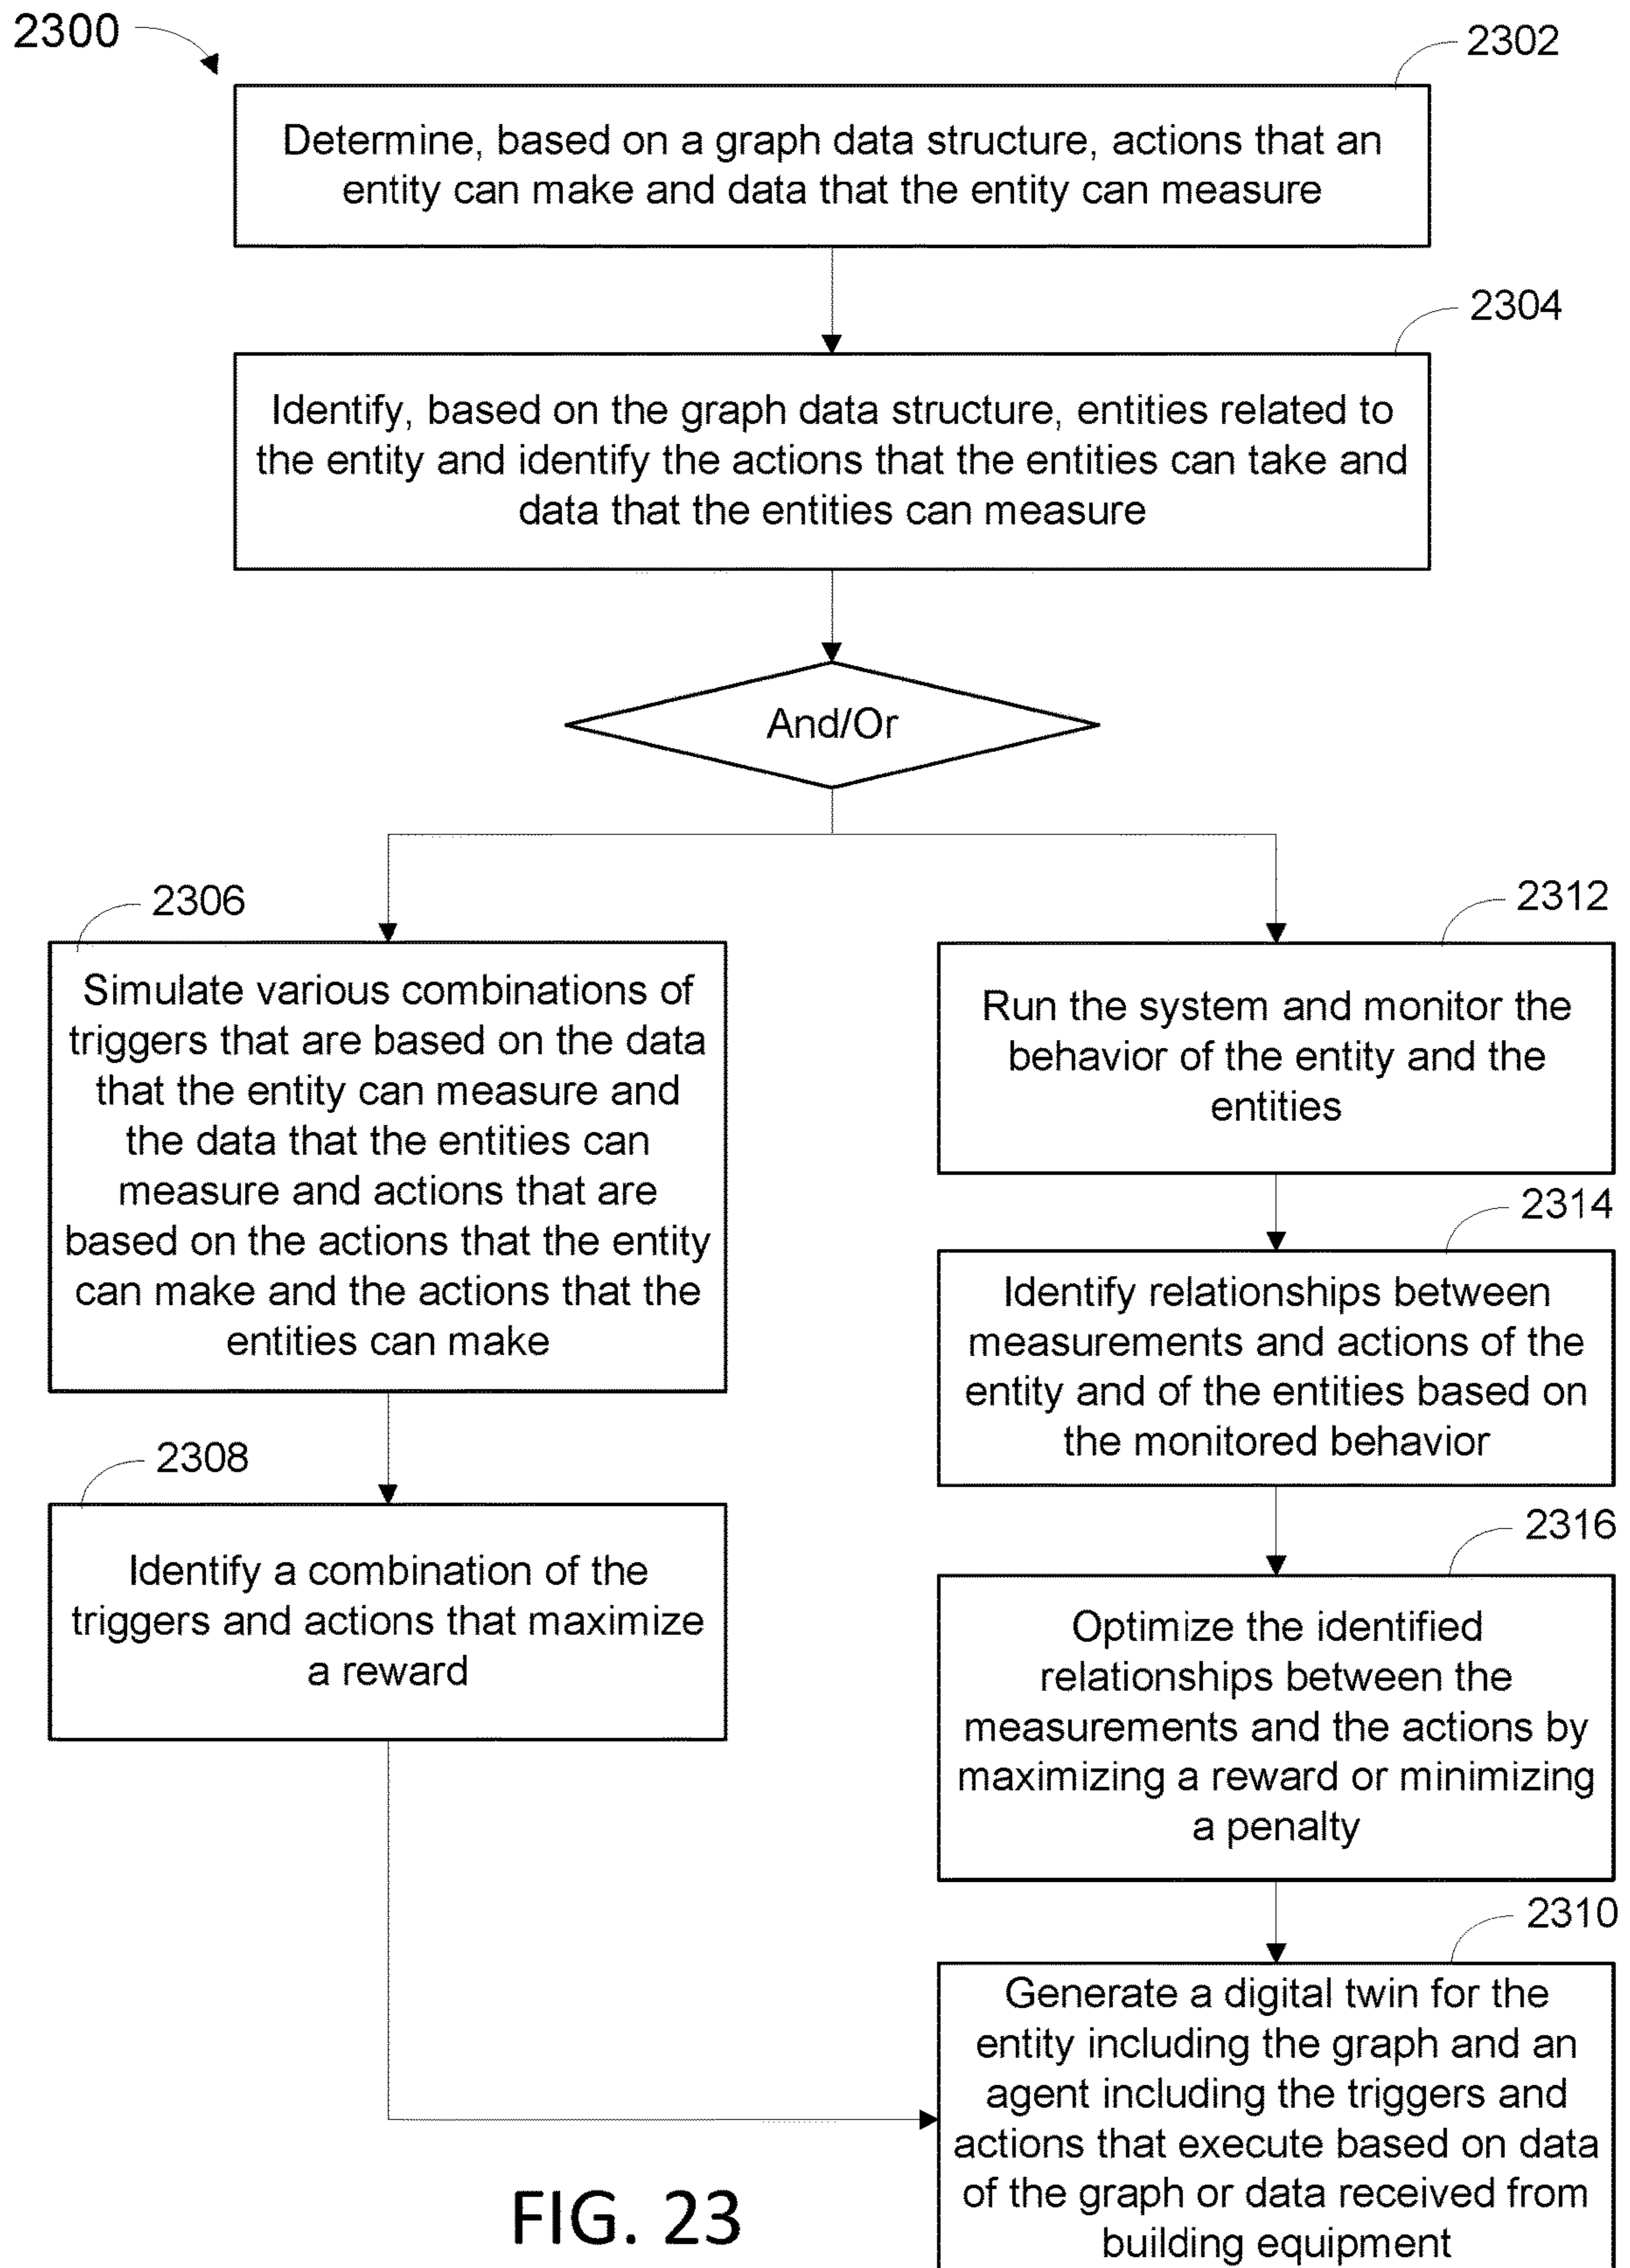 2300
2302
Determine, based on a graph data structure, actions that an
entity can make and data that the entity can measure
2304
Identify, based on the graph data structure, entities related to
the entity and identify the actions that the entities can take and
data that the entities can measure
And/Or
2306
Simulate various combinations of
triggers that are based on the data
that the entity can measure and
the data that the entities can
measure and actions that are
based on the actions that the entity
can make and the actions that the
entities can make
2308
Identify a combination of the
triggers and actions that maximize
a reward
2312
Run the system and monitor the
behavior of the entity and the
entities
2314
Identify relationships between
measurements and actions of the
entity and of the entities based on
the monitored behavior
2316
Optimize the identified
relationships between the
measurements and the actions by
maximizing a reward or minimizing
a penalty
2310
Generate a digital twin for the
entity including the graph and an
agent including the triggers and
actions that execute based on data
of the graph or data received from
building equipment
FIG. 23